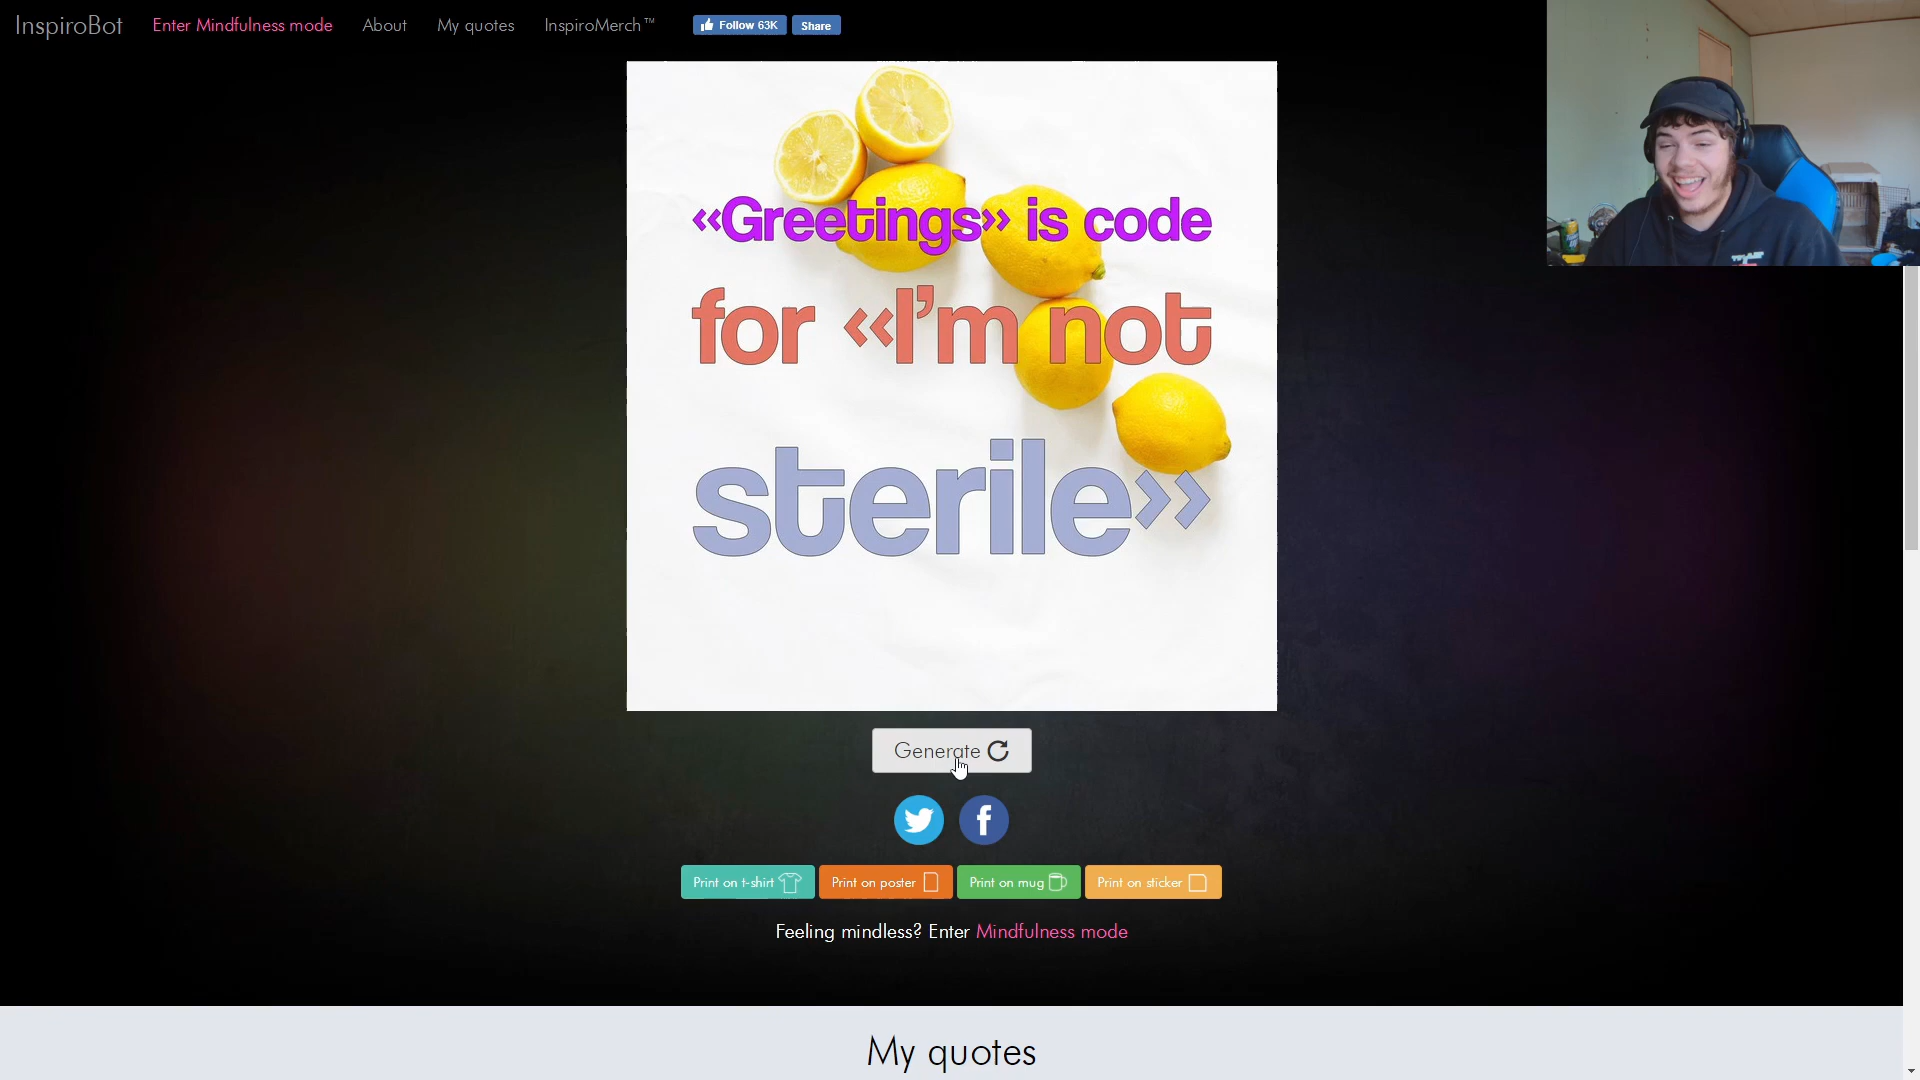 InspiroBot Enter Mindfulness mode About My quotes InspiroMerch™ Follow 63K Share
«Greetings» is code
for «I'm not
sterile»
Generate
Print on t-shirt Print on poster Print on mug Print on sticker
Feeling mindless? Enter Mindfulness mode
My quotes